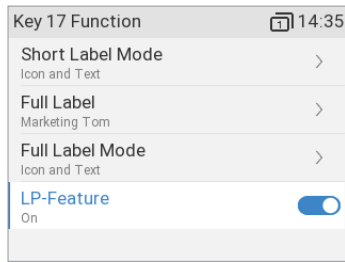 Key 17 Function 1 14:35
Short Label Mode
Icon and Text
Full Label
Marketing Tom
Full Label Mode
Icon and Text
LP-Feature
On